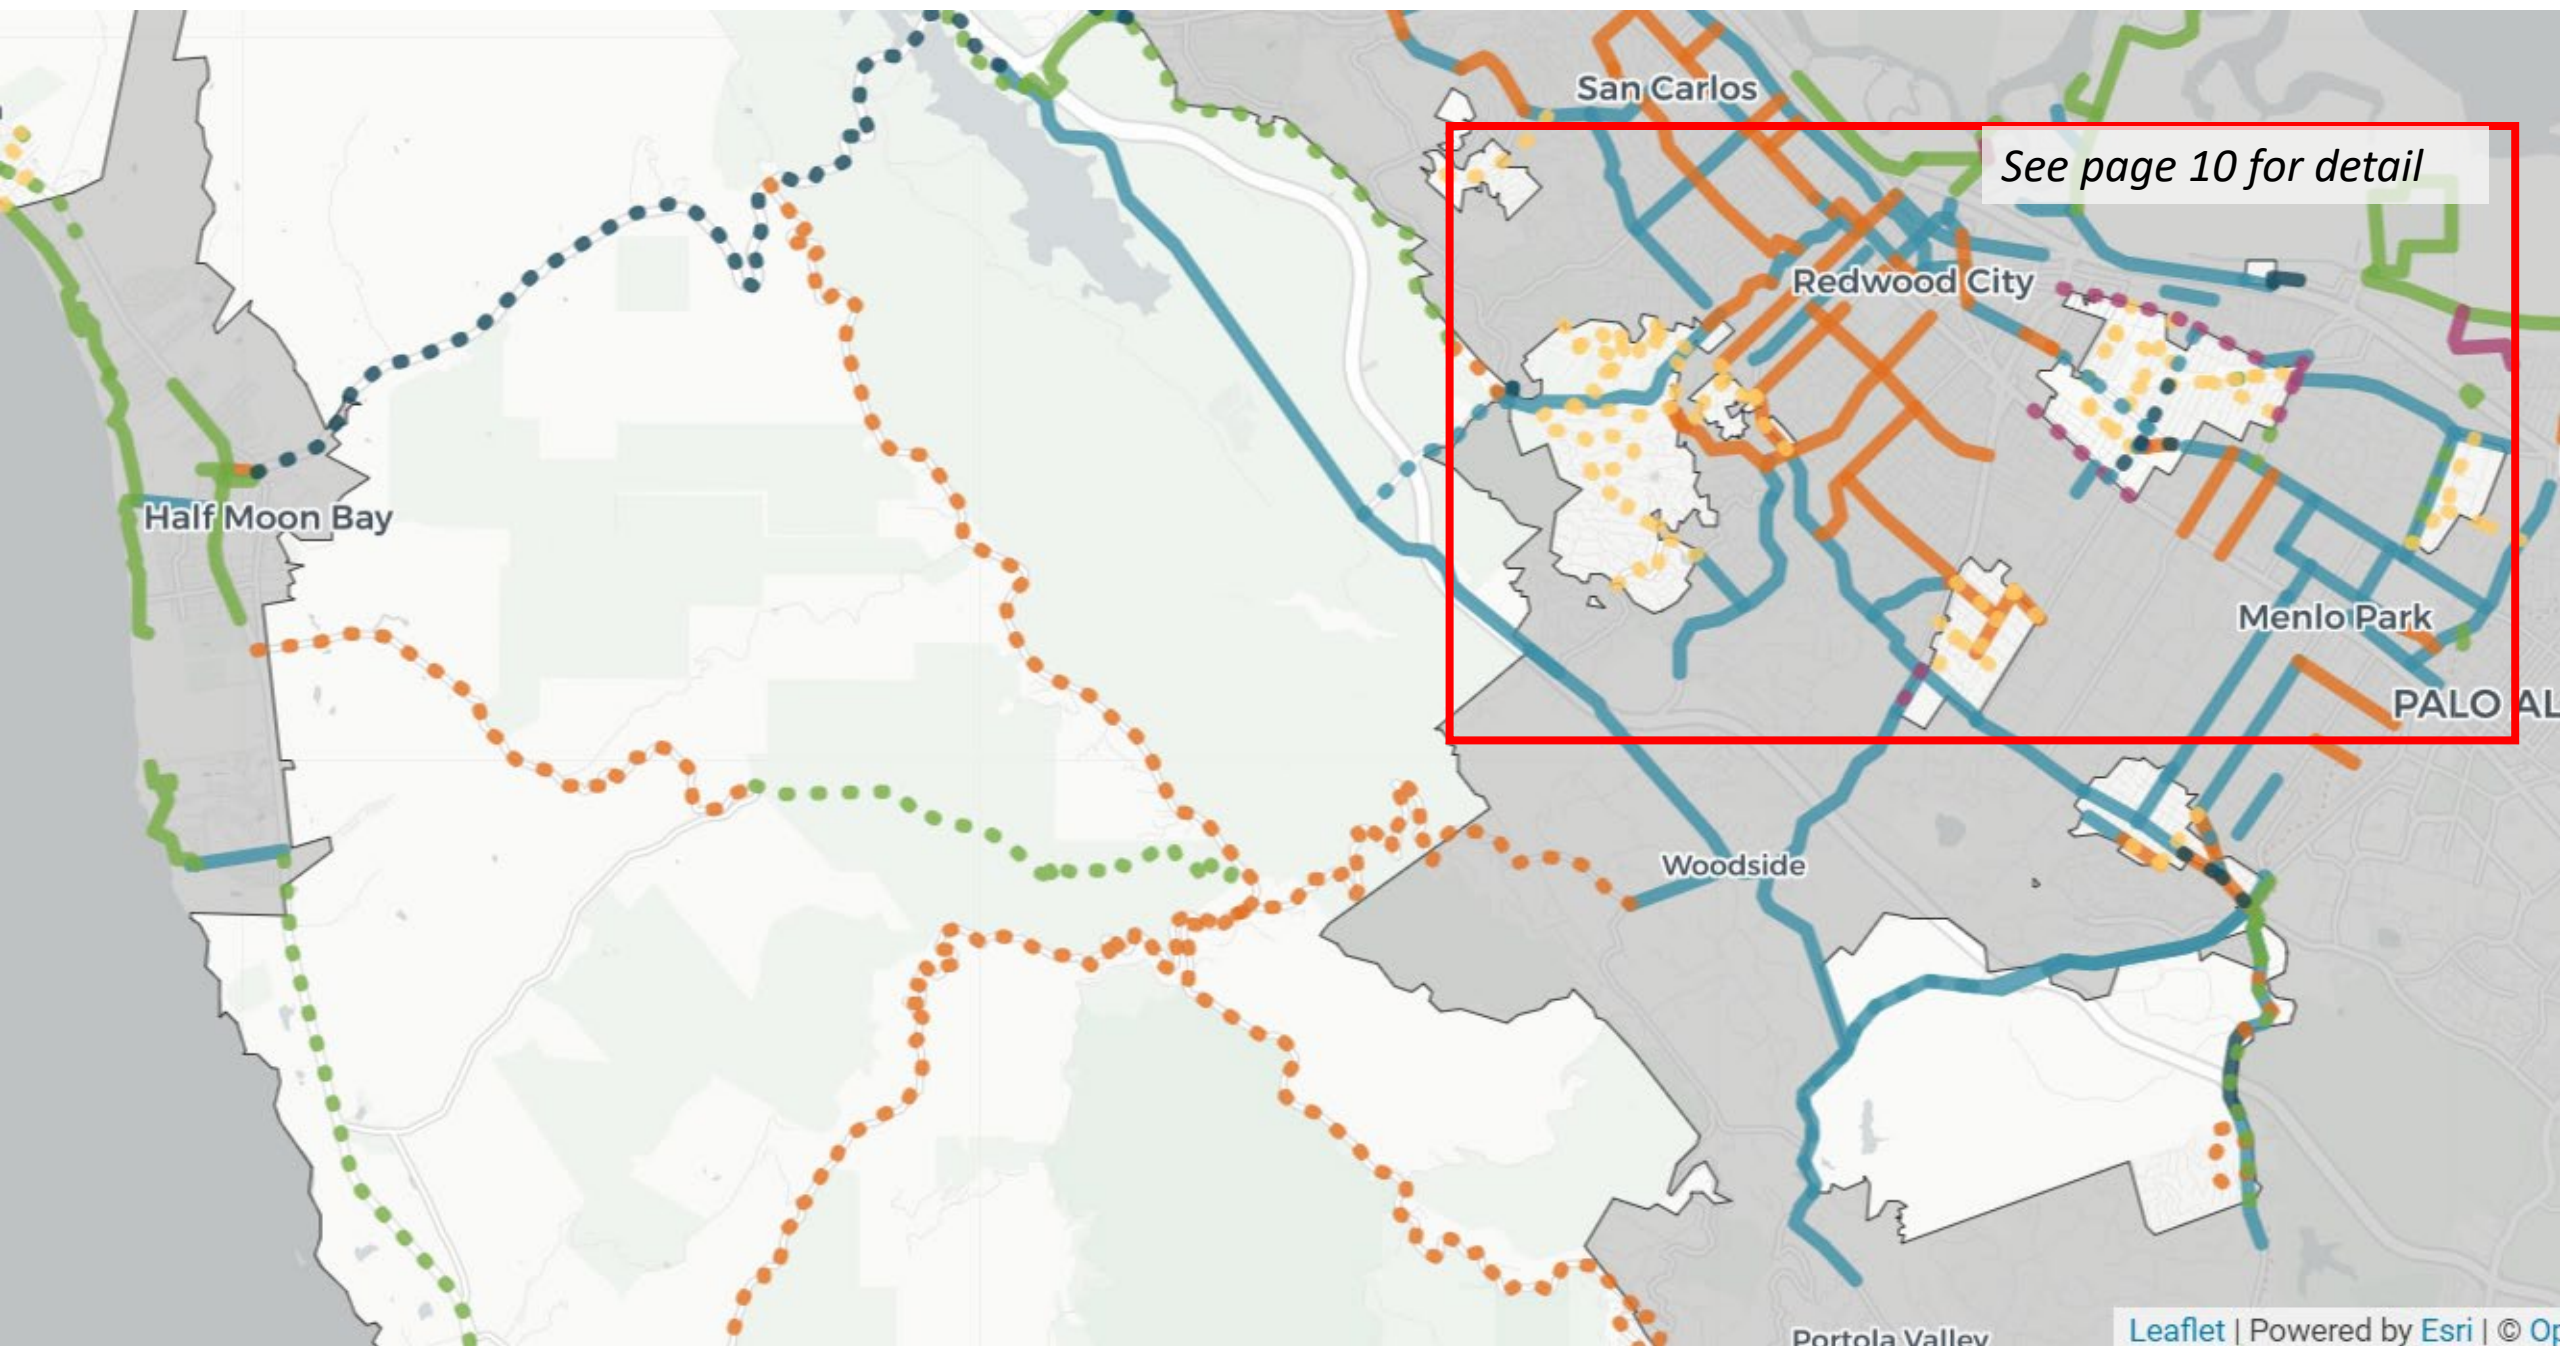 San Carlos
See page 10 for detail
Redwood City
Half Moon Bay
Menlo Park
PALO AL
Woodside
Portola Valley
Leaflet | Powered by Esri | © Op